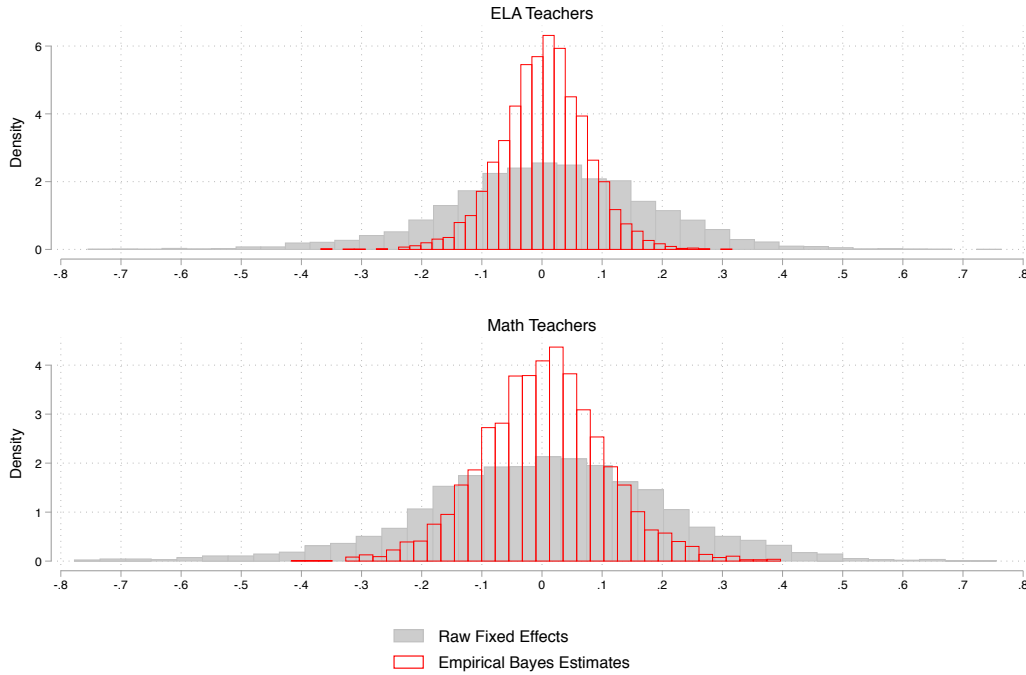 ELA Teachers
Density
6
4
2
0
-.8 -.7 -.6 -.5 -.4 -.3 -.2 -.1 0 .1 .2 .3 .4 .5 .6 .7 .8
Math Teachers
Density
4
3
2
1
0
-.8 -.7 -.6 -.5 -.4 -.3 -.2 -.1 0 .1 .2 .3 .4 .5 .6 .7 .8
Raw Fixed Effects
Empirical Bayes Estimates